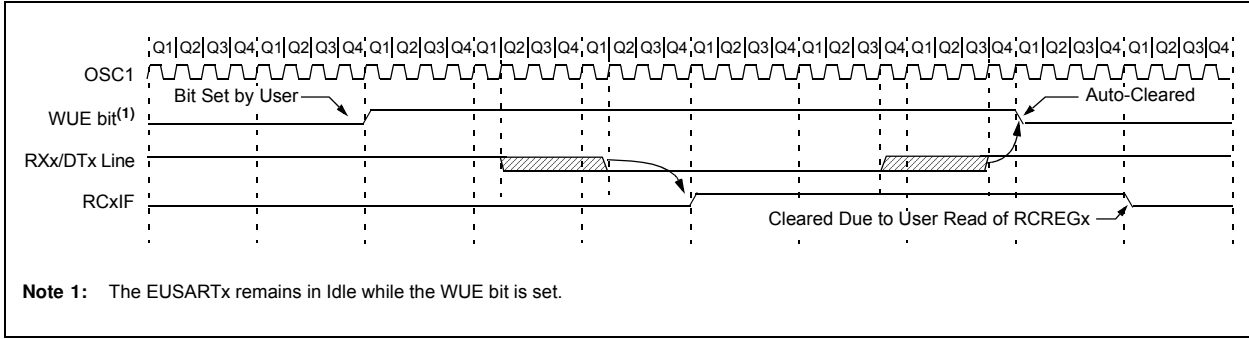 Q1 Q2 Q3 Q4 Q1 Q2 Q3 Q4 Q1 Q2 Q3 Q4 Q1 Q2 Q3 Q4 Q1 Q2 Q3 Q4 Q1 Q2 Q3 Q4 Q1 Q2 Q3 Q4 Q1 Q2 Q3 Q4 Q1 Q2 Q3 Q4 Q1 Q2 Q3 Q4
OSC1
Bit Set by User
Auto-Cleared
WUE bit(1)
RXx/DTx Line
RCxIF
Cleared Due to User Read of RCREGx
Note 1: The EUSARTx remains in Idle while the WUE bit is set.